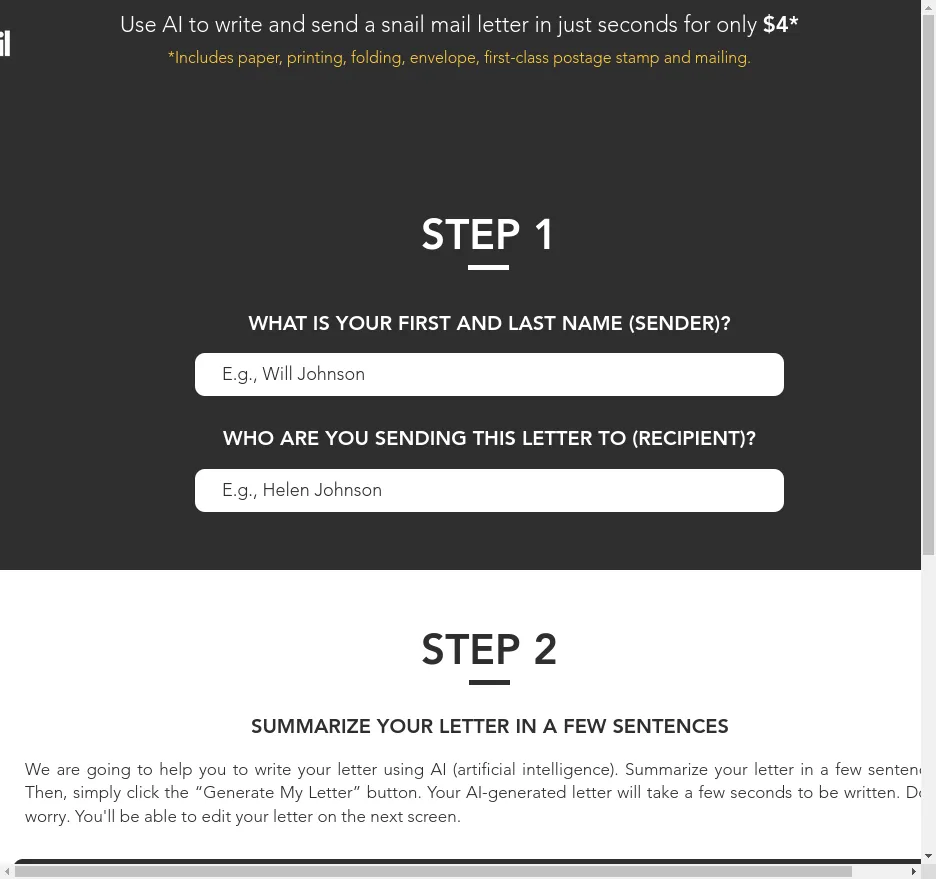 Use AI to write and send a snail mail letter in just seconds for only $4*
*Includes paper, printing, folding, envelope, first-class postage stamp and mailing.
STEP 1
WHAT IS YOUR FIRST AND LAST NAME (SENDER)?
E.g., Will Johnson
WHO ARE YOU SENDING THIS LETTER TO (RECIPIENT)?
E.g., Helen Johnson
STEP 2
SUMMARIZE YOUR LETTER IN A FEW SENTENCES
We are going to help you to write your letter using AI (artificial intelligence). Summarize your letter in a few
Then, simply click the “Generate My Letter” button. Your AI-generated letter will take a few seconds to be written.
worry. You'll be able to edit your letter on the next screen.